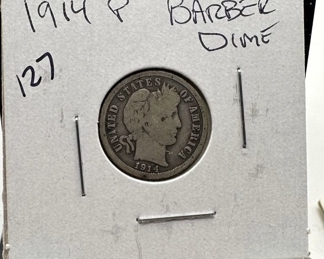 1914 P BARBER
127 DIME
UNITED STATES OF AMERICA
1914